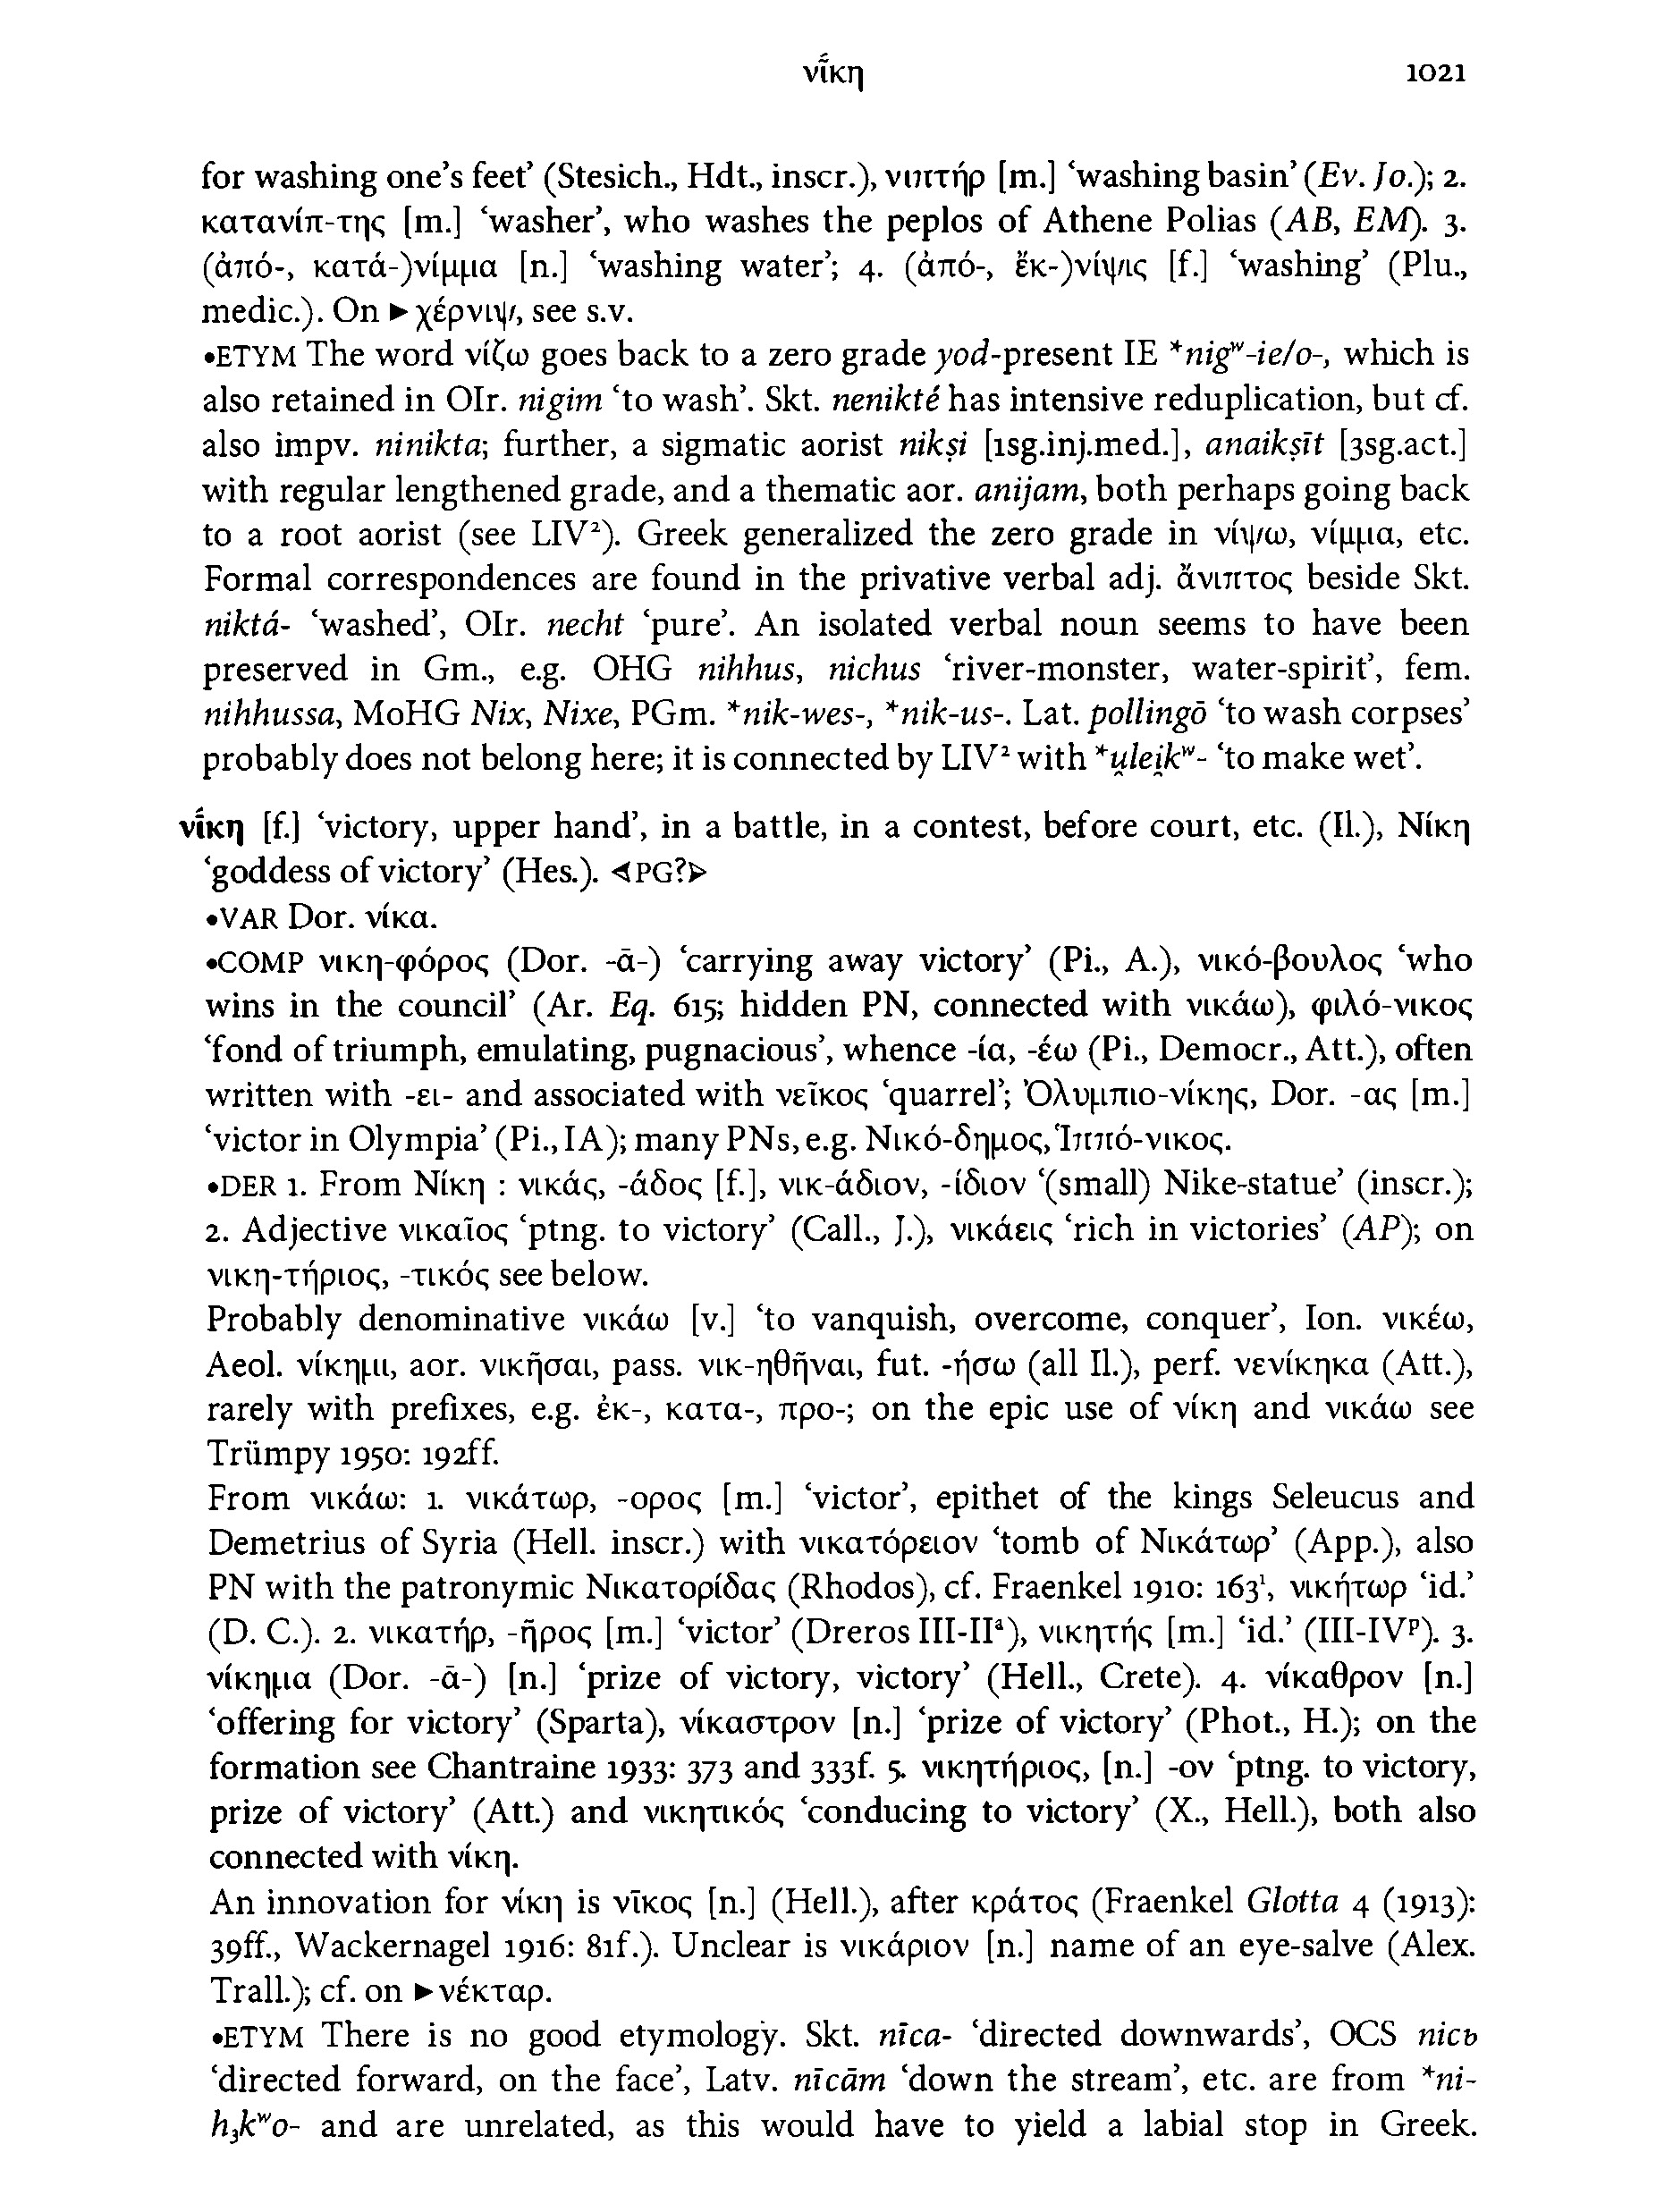 νί̄κη 1021
for washing one’s feet’ (Stesich., Hdt., inscr.), νιπτήρ [m.] ‘washing basin’ (Ev. Jo.); 2.
κατανίπ-της [m.] ‘washer’, who washes the peplos of Athene Polias (AB, EM). 3.
(ἀπό-, κατά-)νίμμα [n.] ‘washing water’; 4. (ἀπό-, ἔκ-)νίψις [f.] ‘washing’ (Plu.,
medic.). On ►χέρνιψ, see s.v.
•ETYM The word νίζω goes back to a zero grade yod-present IE *nigʷ-ie/o-, which is
also retained in OIr. nigim ‘to wash’. Skt. nenikté has intensive reduplication, but cf.
also impv. ninikta; further, a sigmatic aorist nikṣi [1sg.inj.med.], anaikṣīt [3sg.act.]
with regular lengthened grade, and a thematic aor. anijam, both perhaps going back
to a root aorist (see LIV²). Greek generalized the zero grade in νίψω, νίμμα, etc.
Formal correspondences are found in the privative verbal adj. ἄνιπτος beside Skt.
niktá- ‘washed’, OIr. necht ‘pure’. An isolated verbal noun seems to have been
preserved in Gm., e.g. OHG nihhus, nichus ‘river-monster, water-spirit’, fem.
nihhussa, MoHG Nix, Nixe, PGm. *nik-wes-, *nik-us-. Lat. pollingō ‘to wash corpses’
probably does not belong here; it is connected by LIV² with *u̯lei̯kʷ- ‘to make wet’.
νί̄κη [f.] ‘victory, upper hand’, in a battle, in a contest, before court, etc. (Il.), Νίκη
‘goddess of victory’ (Hes.). ⊲PG?⊳
•VAR Dor. νίκα.
•COMP νικη-φόρος (Dor. -ᾱ-) ‘carrying away victory’ (Pi., A.), νικό-βουλος ‘who
wins in the council’ (Ar. Eq. 615; hidden PN, connected with νικάω), φιλό-νικος
‘fond of triumph, emulating, pugnacious’, whence -ία, -έω (Pi., Democr., Att.), often
written with -ει- and associated with νεῖκος ‘quarrel’; Ὀλυμπιο-νίκης, Dor. -ας [m.]
‘victor in Olympia’ (Pi., IA); many PNs, e.g. Νικό-δημος, Ἱππό-νικος.
•DER 1. From Νίκη : νικάς, -άδος [f.], νικ-άδιον, -ίδιον ‘(small) Nike-statue’ (inscr.);
2. Adjective νικαῖος ‘ptng. to victory’ (Call., J.), νικάεις ‘rich in victories’ (AP); on
νικη-τήριος, -τικός see below.
Probably denominative νικάω [v.] ‘to vanquish, overcome, conquer’, Ion. νικέω,
Aeol. νίκημι, aor. νικῆσαι, pass. νικ-ηθῆναι, fut. -ήσω (all Il.), perf. νενίκηκα (Att.),
rarely with prefixes, e.g. ἐκ-, κατα-, προ-; on the epic use of νίκη and νικάω see
Trümpy 1950: 192ff.
From νικάω: 1. νικάτωρ, -ορος [m.] ‘victor’, epithet of the kings Seleucus and
Demetrius of Syria (Hell. inscr.) with νικατόρειον ‘tomb of Νικάτωρ’ (App.), also
PN with the patronymic Νικατορίδας (Rhodos), cf. Fraenkel 1910: 163¹, νικήτωρ ‘id.’
(D. C.). 2. νικατήρ, -ῆρος [m.] ‘victor’ (Dreros III-IIᵃ), νικητής [m.] ‘id.’ (III-IVᵖ). 3.
νίκημα (Dor. -ᾱ-) [n.] ‘prize of victory, victory’ (Hell., Crete). 4. νίκαθρον [n.]
‘offering for victory’ (Sparta), νίκαστρον [n.] ‘prize of victory’ (Phot., H.); on the
formation see Chantraine 1933: 373 and 333f. 5. νικητήριος, [n.] -ον ‘ptng. to victory,
prize of victory’ (Att.) and νικητικός ‘conducing to victory’ (X., Hell.), both also
connected with νίκη.
An innovation for νίκη is νῖκος [n.] (Hell.), after κράτος (Fraenkel Glotta 4 (1913):
39ff., Wackernagel 1916: 81f.). Unclear is νικάριον [n.] name of an eye-salve (Alex.
Trall.); cf. on ►νέκταρ.
•ETYM There is no good etymology. Skt. nīca- ‘directed downwards’, OCS nicь
‘directed forward, on the face’, Latv. nīcām ‘down the stream’, etc. are from *ni-
h₃kʷo- and are unrelated, as this would have to yield a labial stop in Greek.